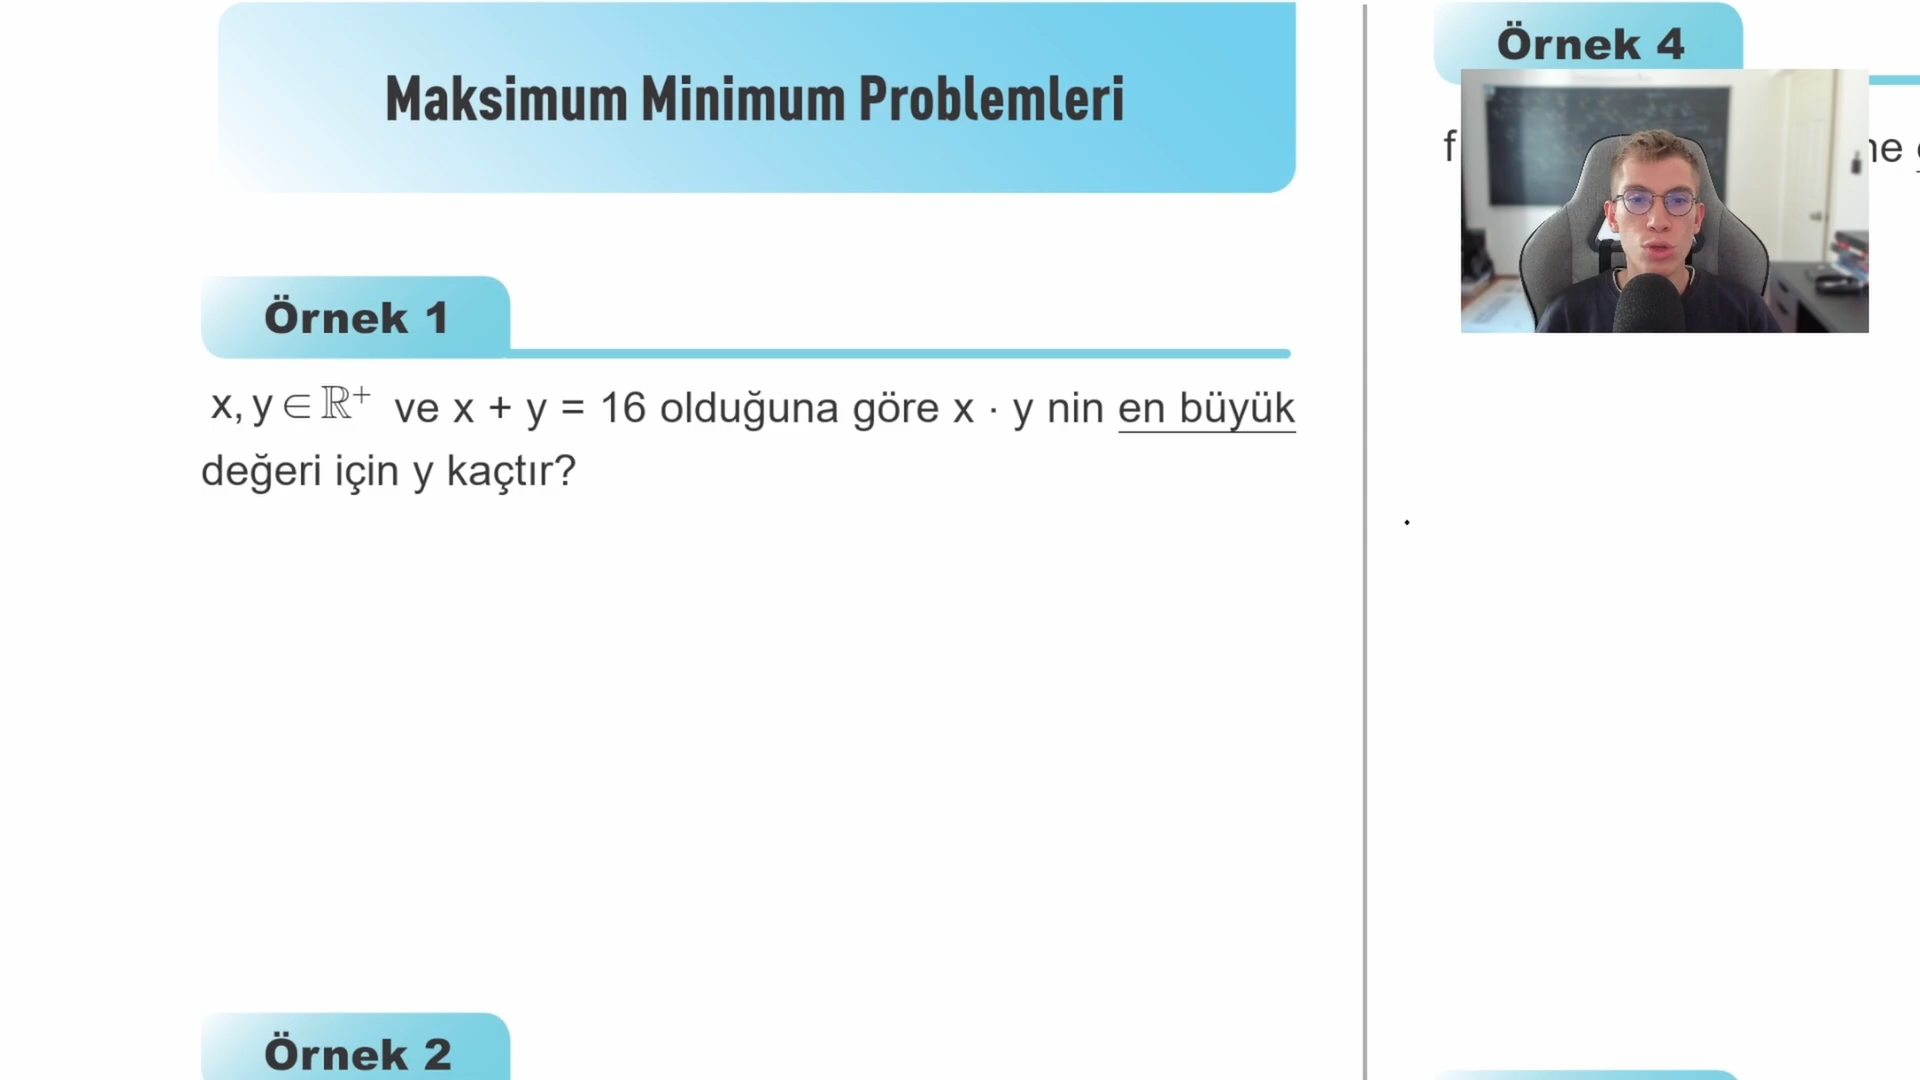 Maksimum Minimum Problemleri
Örnek 1
x, y ∈ ℝ⁺ ve x + y = 16 olduğuna göre x · y nin en büyük
değeri için y kaçtır?
Örnek 2
Örnek 4
f